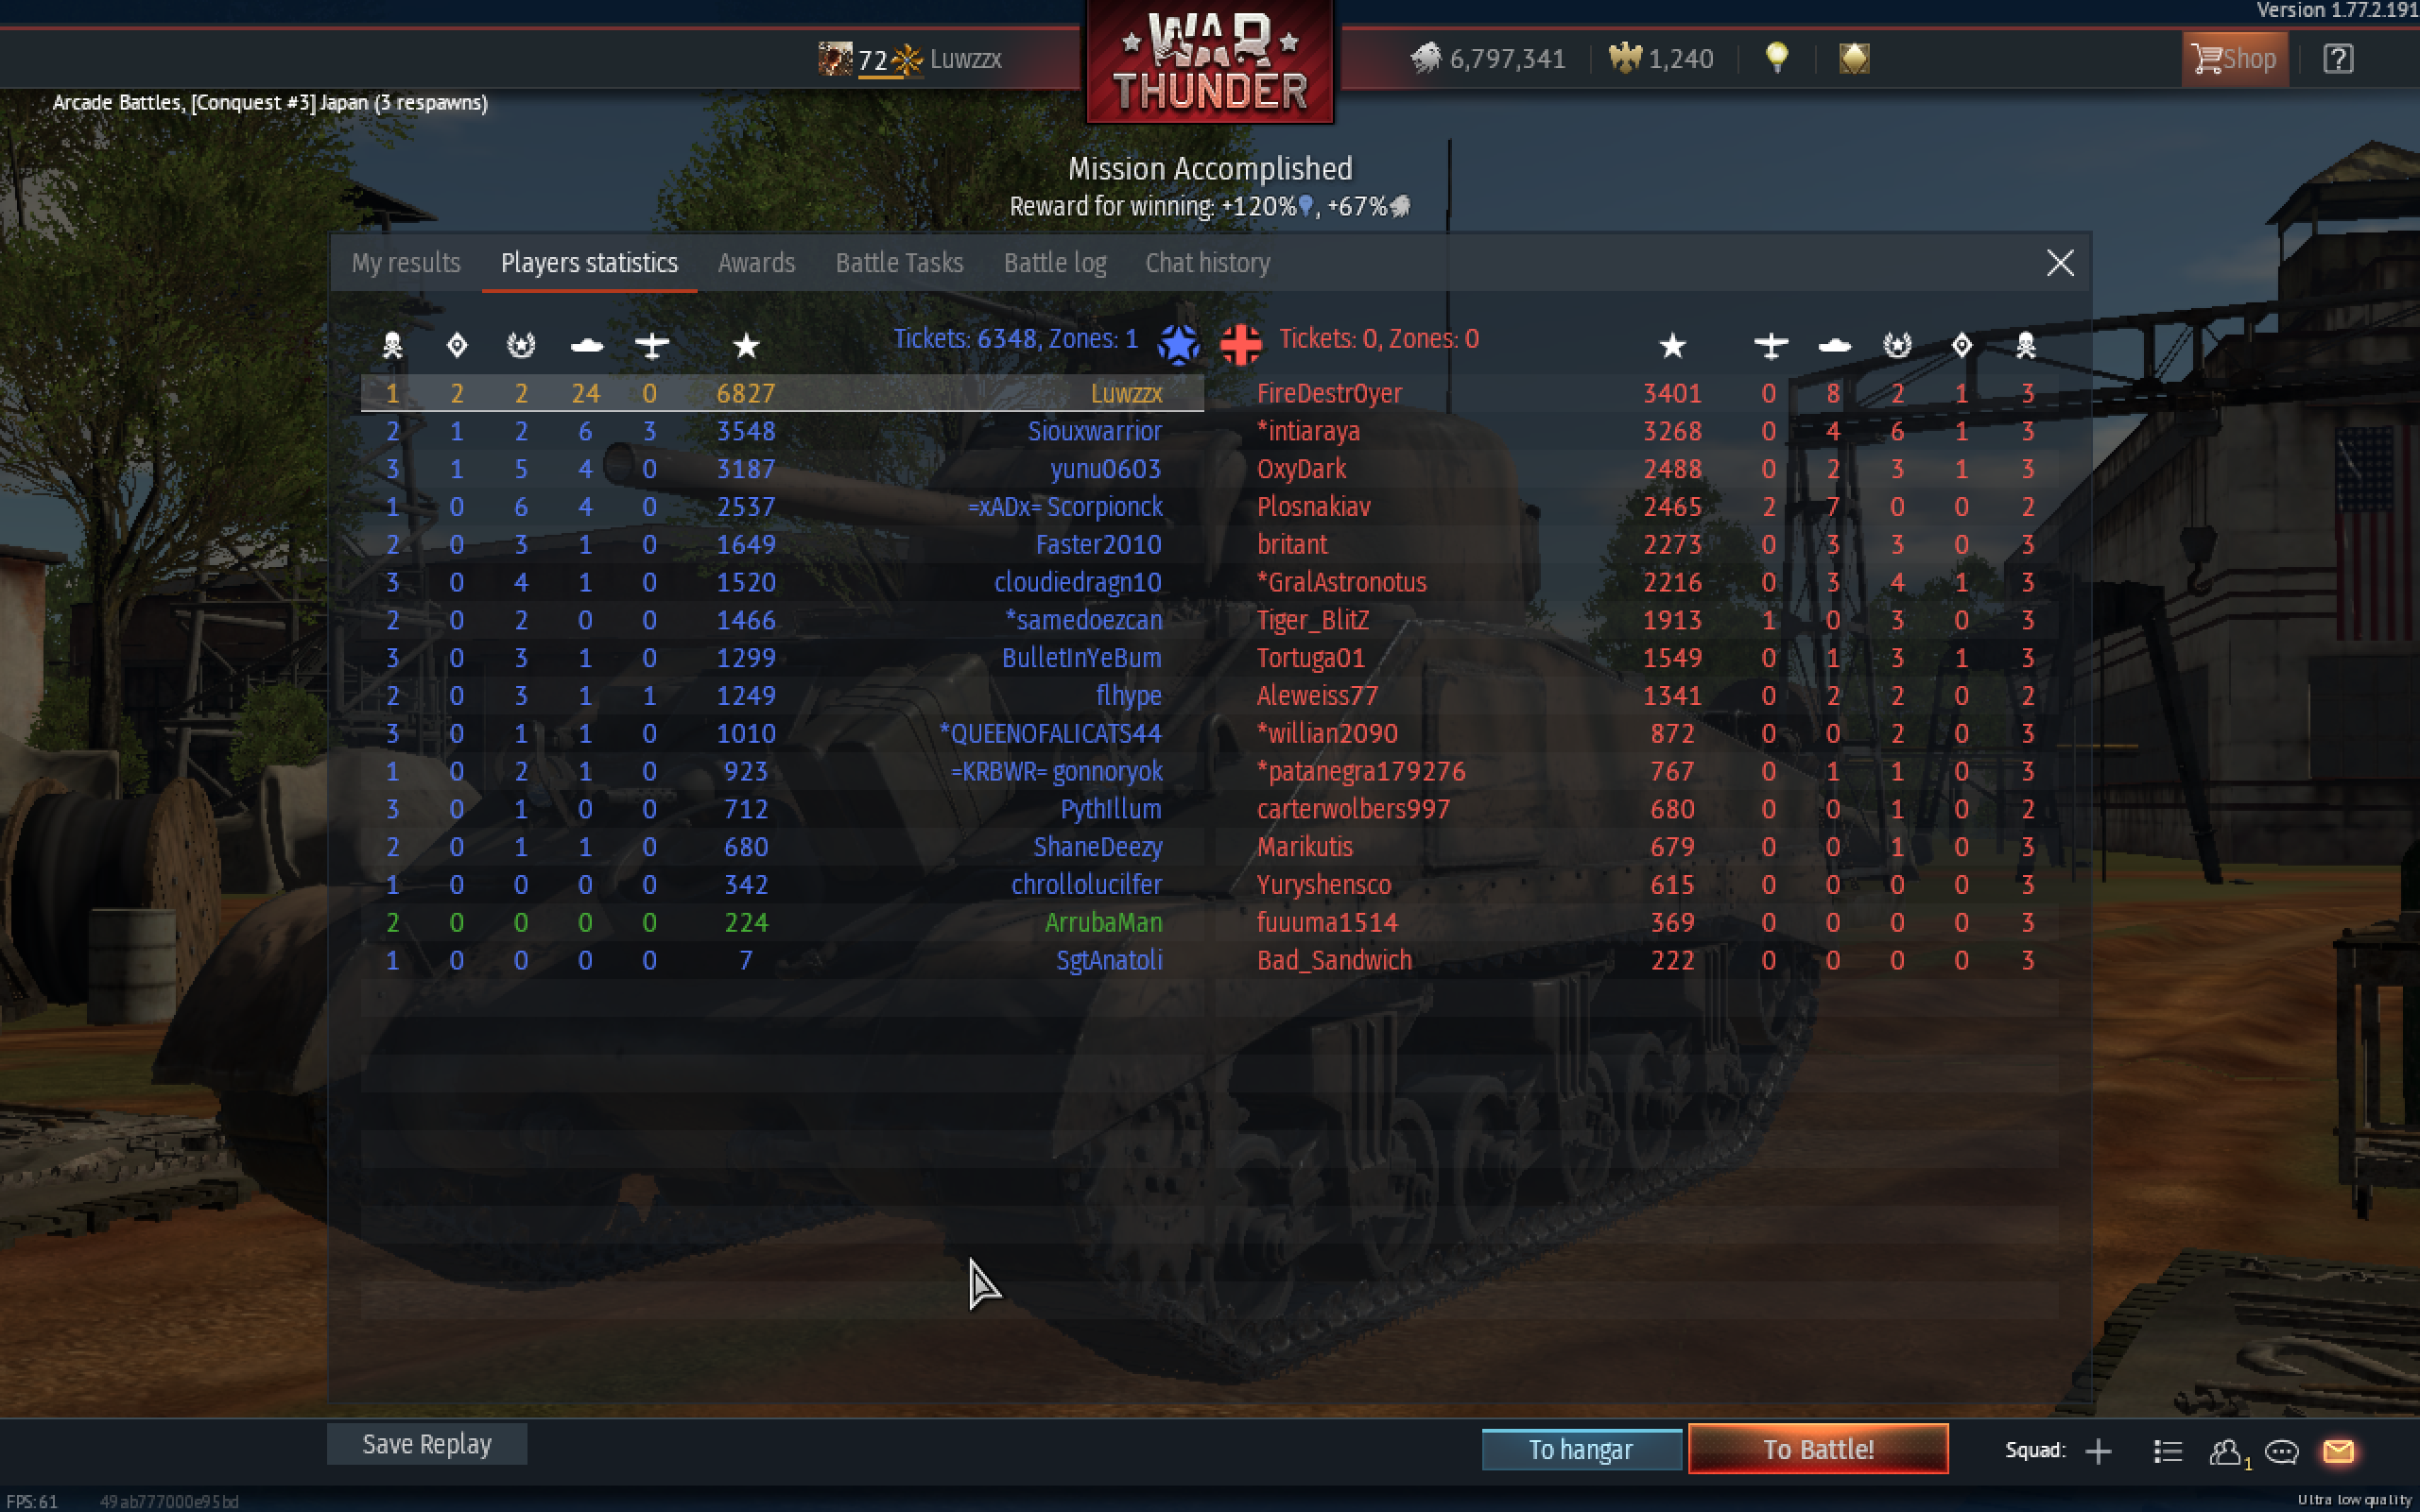 Version 1.77.2.191
72 Luwzzx
WAR THUNDER
6,797,341
1,240
Shop
?
Arcade Battles, [Conquest #3] Japan (3 respawns)
Mission Accomplished
Reward for winning: +120%, +67%
My results Players statistics Awards Battle Tasks Battle log Chat history
Tickets: 6348, Zones: 1 Tickets: 0, Zones: 0
1 2 2 24 0 6827 Luwzzx FireDestr0yer 3401 0 8 2 1 3
2 1 2 6 3 3548 Siouxwarrior *intiaraya 3268 0 4 6 1 3
3 1 5 4 0 3187 yunu0603 OxyDark 2488 0 2 3 1 3
1 0 6 4 0 2537 =xADx= Scorpionck Plosnakiav 2465 2 7 0 0 2
2 0 3 1 0 1649 Faster2010 britant 2273 0 3 3 0 3
3 0 4 1 0 1520 cloudiedragn10 *GralAstronotus 2216 0 3 4 1 3
2 0 2 0 0 1466 *samedoezcan Tiger_BlitZ 1913 1 0 3 0 3
3 0 3 1 0 1299 BulletInYeBum Tortuga01 1549 0 1 3 1 3
2 0 3 1 1 1249 flhype Aleweiss77 1341 0 2 2 0 2
3 0 1 1 0 1010 *QUEENOFALICATS44 *willian2090 872 0 0 2 0 3
1 0 2 1 0 923 =KRBWR= gonnoryok *patanegra179276 767 0 1 1 0 3
3 0 1 0 0 712 PythIllum carterwolbers997 680 0 0 1 0 2
2 0 1 1 0 680 ShaneDeezy Marikutis 679 0 0 1 0 3
1 0 0 0 0 342 chrollolucilfer Yuryshensco 615 0 0 0 0 3
2 0 0 0 0 224 ArrubaMan fuuuma1514 369 0 0 0 0 3
1 0 0 0 0 7 SgtAnatoli Bad_Sandwich 222 0 0 0 0 3
Save Replay To hangar To Battle! Squad: 1
FPS:61 49ab777000e95bd Ultra low quality